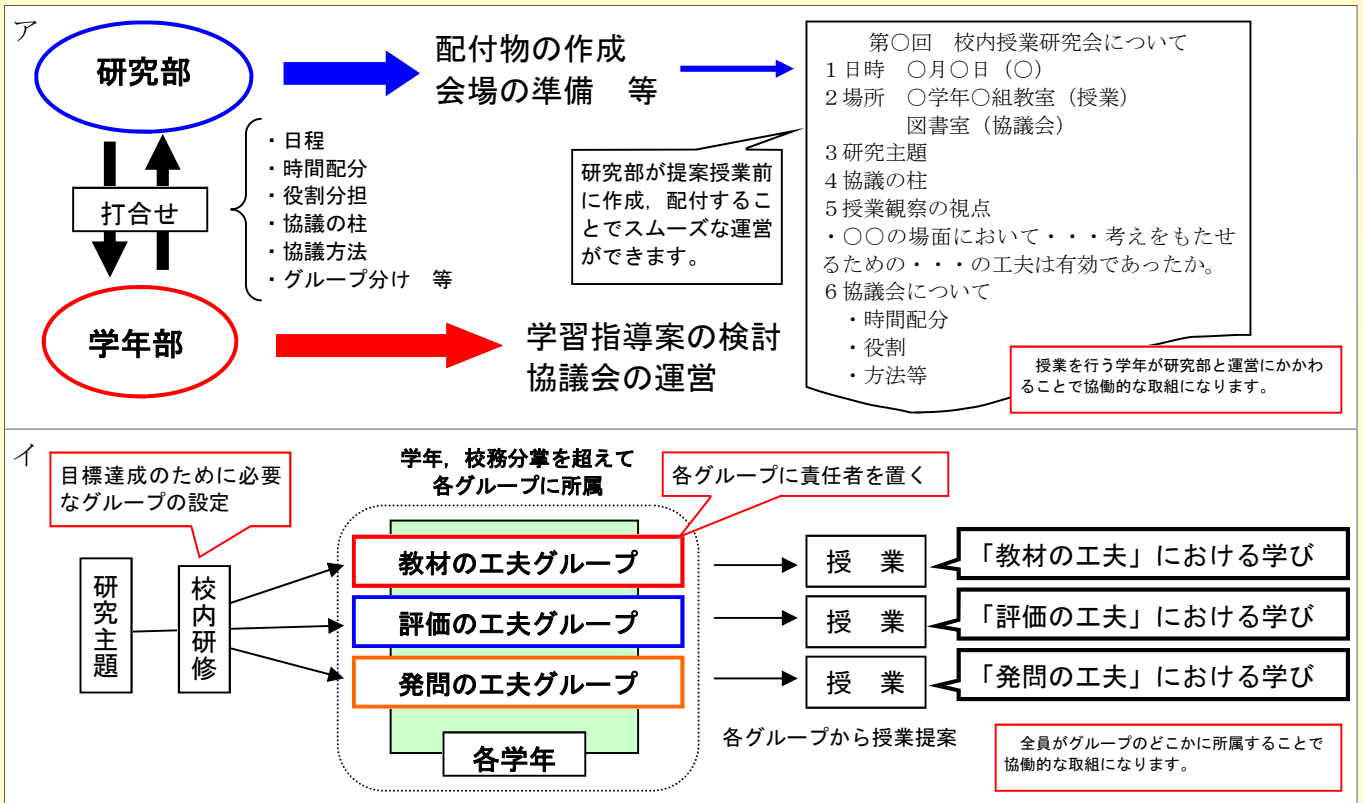 ア
研究部
配付物の作成
会場の準備　等
打合せ
・日程
・時間配分
・役割分担
・協議の柱
・協議方法
・グループ分け　等
学年部
学習指導案の検討
協議会の運営
研究部が提案授業前
に作成，配付するこ
とでスムーズな運営
ができます。
第〇回　校内授業研究会について
１日時　〇月〇日（〇）
２場所　〇学年〇組教室（授業）
図書室（協議会）
３研究主題
４協議の柱
５授業観察の視点
・〇〇の場面において・・・考えをもたせ
るための・・・の工夫は有効であったか。
６協議会について
・時間配分
・役割
・方法等
授業を行う学年が研究部と運営にかかわ
ることで協働的な取組になります。
イ
目標達成のために必要
なグループの設定
学年，校務分掌を超えて
各グループに所属
各グループに責任者を置く
研究主題
校内研修
教材の工夫グループ
評価の工夫グループ
発問の工夫グループ
各学年
授　業
「教材の工夫」における学び
授　業
「評価の工夫」における学び
授　業
「発問の工夫」における学び
各グループから授業提案
全員がグループのどこかに所属することで
協働的な取組になります。